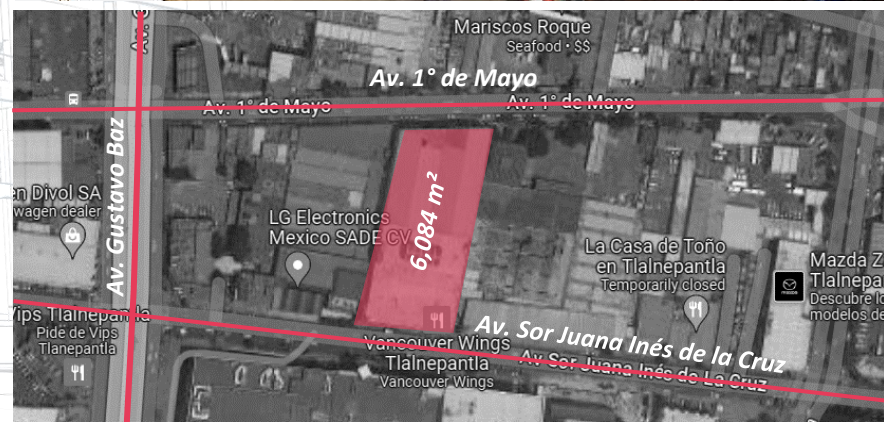 Mariscos Roque
Seafood • $$
Av. 1° de Mayo
Av. 1° de Mayo
Av. 1° de Mayo
Av. Gustavo Baz
en Divol SA
wagen dealer
LG Electronics
Mexico SADE CV
6,084 m²
La Casa de Toño
en Tlalnepantla
Temporarily closed
Mazda Z
Tlalnepa
Descubre lo
modelos de
mazda
Vips Tlalnepantla
Pide de Vips
Tlanepantla
Vancouver Wings
Tlalnepantla
Vancouver Wings
Av. Sor Juana Inés de la Cruz
Av Sor Juana Inés de La Cruz